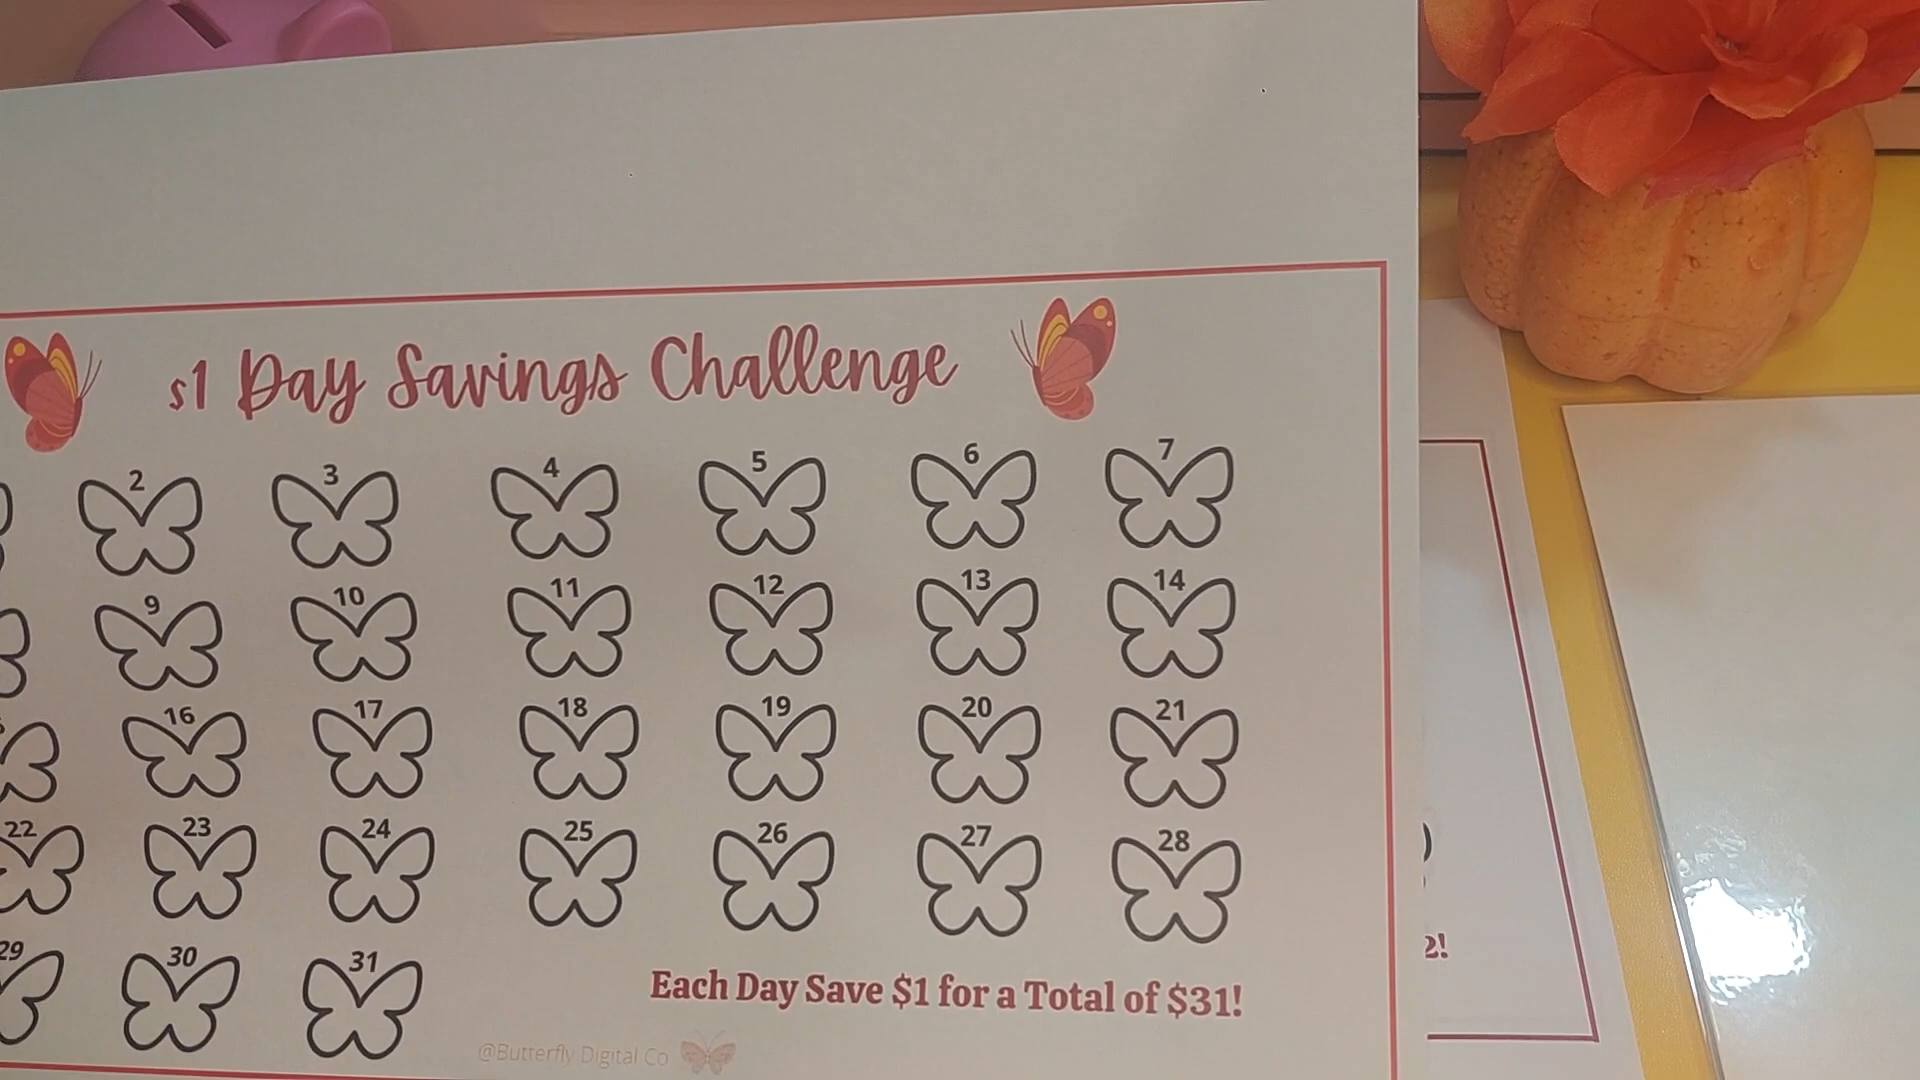 $1 Day Savings Challenge
2 3 4 5 6 7
9 10 11 12 13 14
16 17 18 19 20 21
22 23 24 25 26 27 28
29 30 31
Each Day Save $1 for a Total of $31!
@Butterfly Digital Co
2!